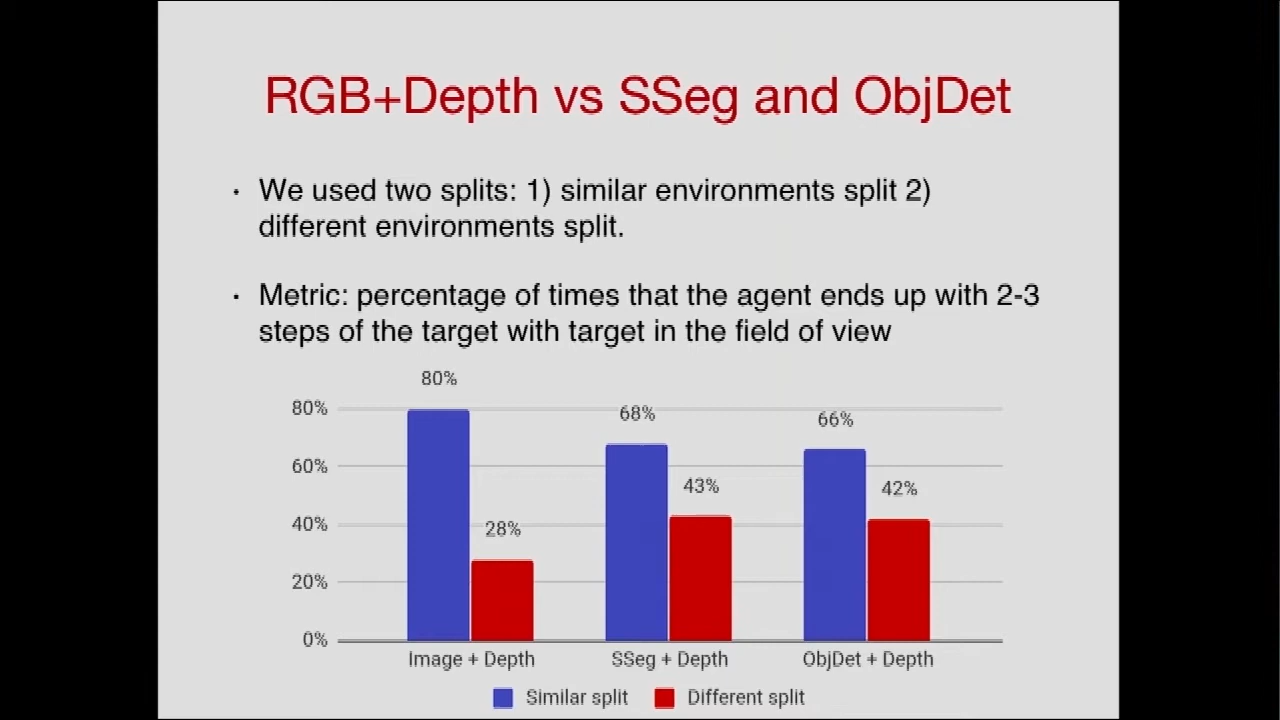 RGB+Depth vs SSeg and ObjDet
• We used two splits: 1) similar environments split 2)
different environments split.
• Metric: percentage of times that the agent ends up with 2-3
steps of the target with target in the field of view
80%
68%
66%
43%
42%
28%
80%
60%
40%
20%
0%
Image + Depth
SSeg + Depth
ObjDet + Depth
Similar split
Different split